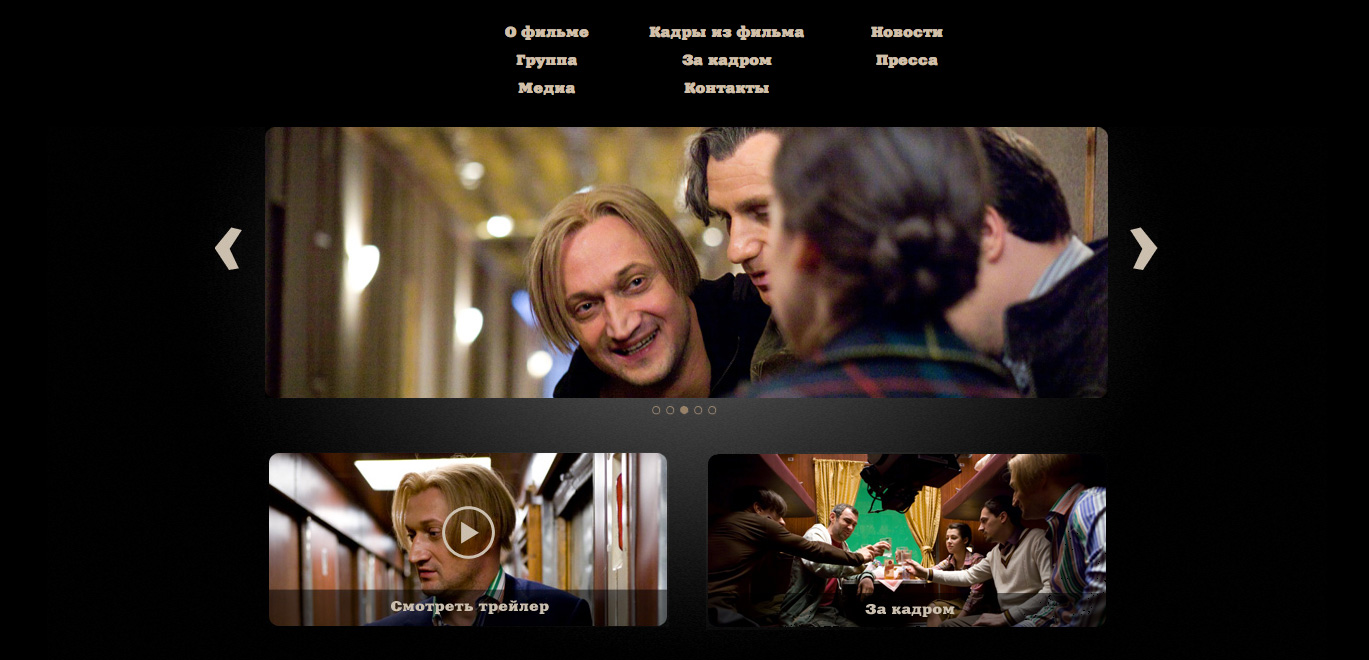 О фильме
Кадры из фильма
Новости
Группа
За кадром
Пресса
Медиа
Контакты
Смотреть трейлер
За кадром